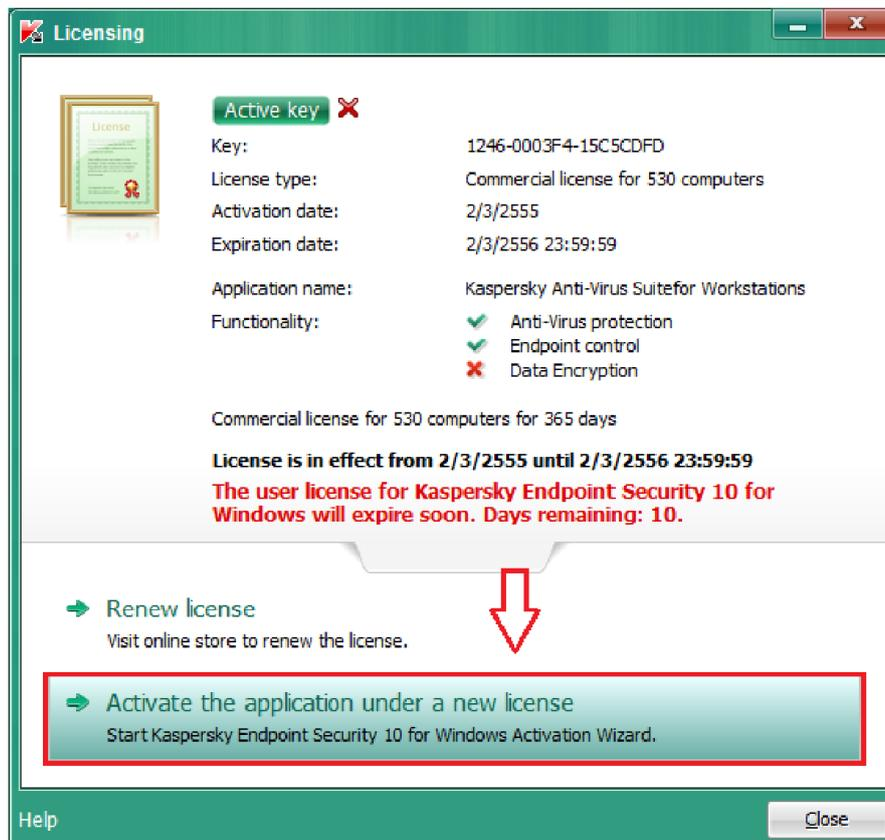 Licensing
License
Active key
Key: 1246-0003F4-15C5CDFD
License type: Commercial license for 530 computers
Activation date: 2/3/2555
Expiration date: 2/3/2556 23:59:59
Application name: Kaspersky Anti-Virus Suitefor Workstations
Functionality: Anti-Virus protection
Endpoint control
Data Encryption
Commercial license for 530 computers for 365 days
License is in effect from 2/3/2555 until 2/3/2556 23:59:59
The user license for Kaspersky Endpoint Security 10 for
Windows will expire soon. Days remaining: 10.
Renew license
Visit online store to renew the license.
Activate the application under a new license
Start Kaspersky Endpoint Security 10 for Windows Activation Wizard.
Help
Close